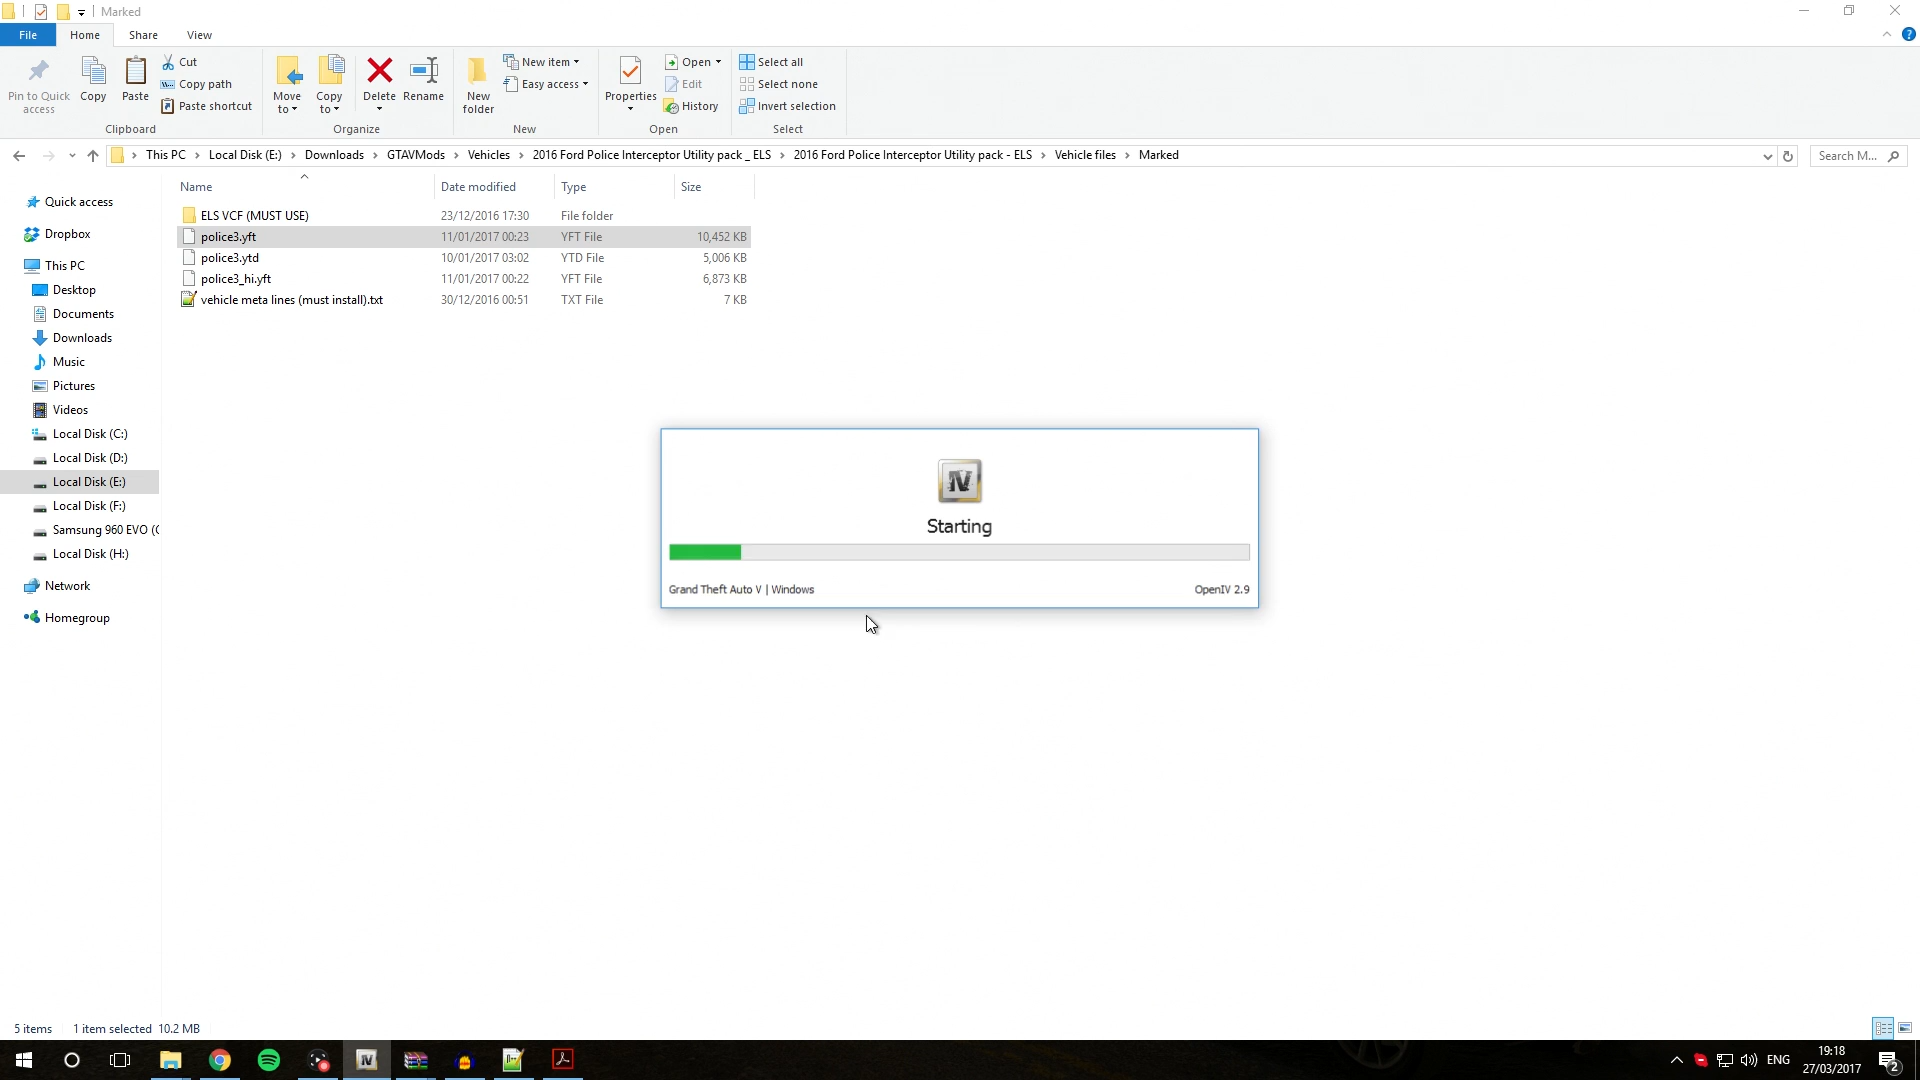 Marked
File Home Share View
Pin to Quick access
Copy
Paste
Cut
Copy path
Paste shortcut
Clipboard
Move to
Copy to
Delete
Rename
Organize
New folder
New item
Easy access
New
Properties
Open
Edit
History
Open
Select all
Select none
Invert selection
Select
This PC > Local Disk (E:) > Downloads > GTAVMods > Vehicles > 2016 Ford Police Interceptor Utility pack _ ELS > 2016 Ford Police Interceptor Utility pack - ELS > Vehicle files > Marked
Search M...
Quick access
Dropbox
This PC
Desktop
Documents
Downloads
Music
Pictures
Videos
Local Disk (C:)
Local Disk (D:)
Local Disk (E:)
Local Disk (F:)
Samsung 960 EVO (
Local Disk (H:)
Network
Homegroup
Name Date modified Type Size
ELS VCF (MUST USE) 23/12/2016 17:30 File folder
police3.yft 11/01/2017 00:23 YFT File 10,452 KB
police3.ytd 10/01/2017 03:02 YTD File 5,006 KB
police3_hi.yft 11/01/2017 00:22 YFT File 6,873 KB
vehicle meta lines (must install).txt 30/12/2016 00:51 TXT File 7 KB
IV
Starting
Grand Theft Auto V | Windows OpenIV 2.9
5 items 1 item selected 10.2 MB
IV
ENG
19:18
27/03/2017
2